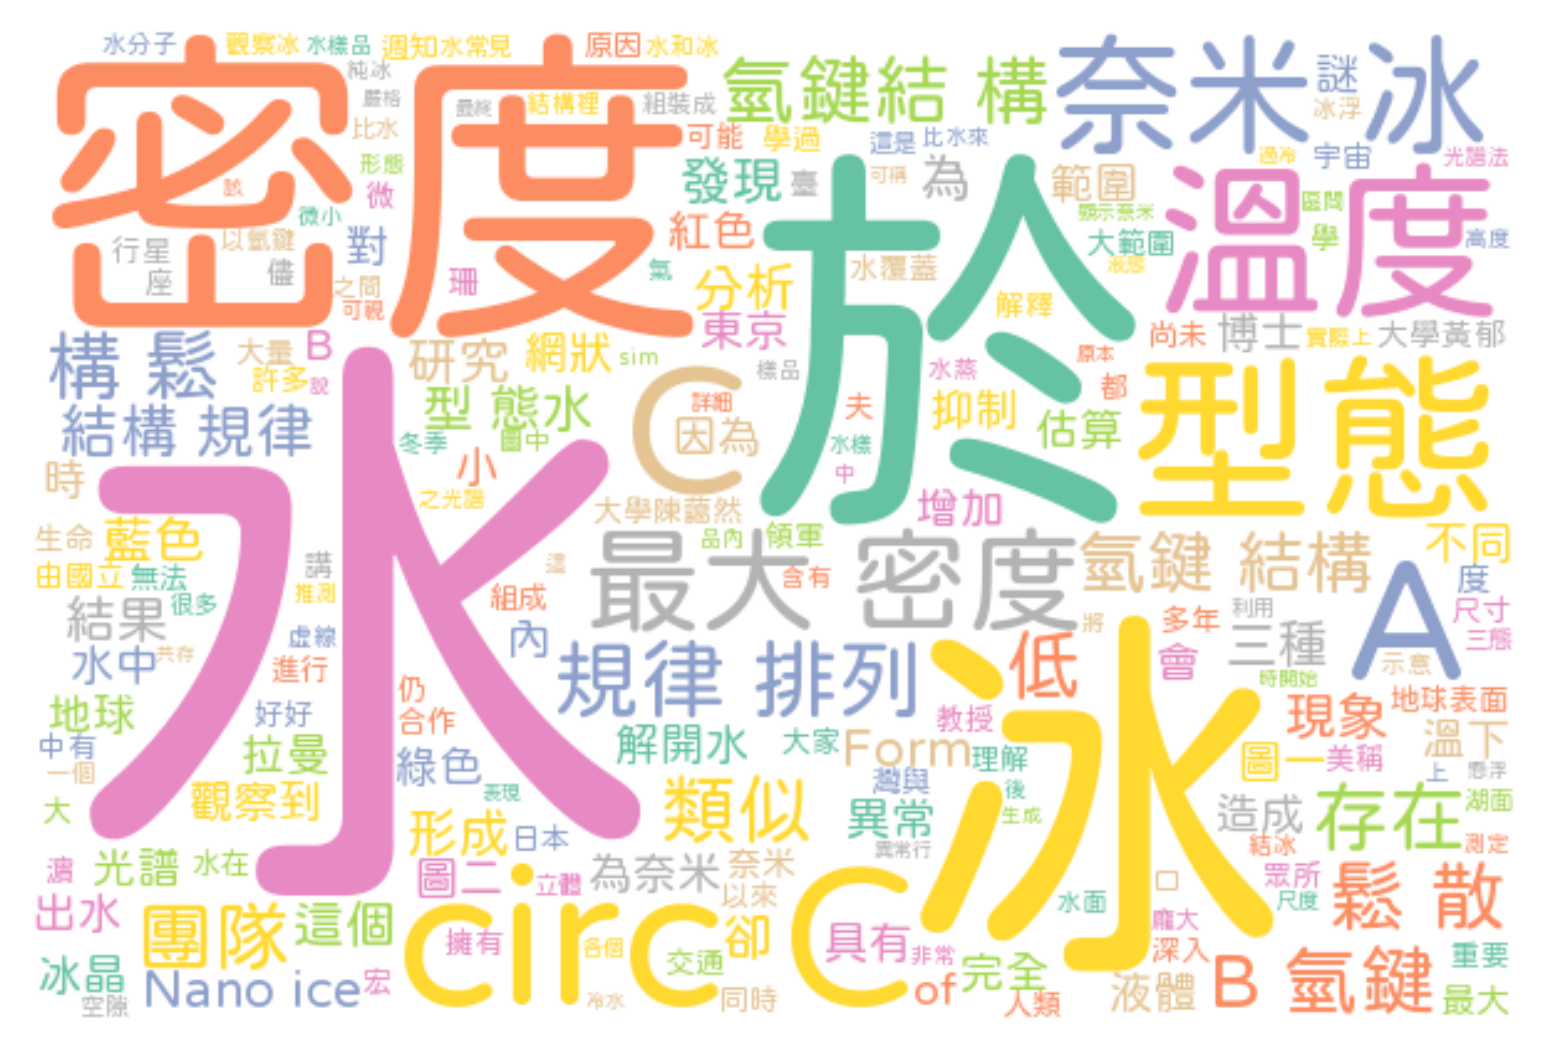 水分子 觀察冰 水樣品 週知水常見 原因 水和冰
純冰 氫鍵結 構 奈米冰 謎
嚴格 最終 結構裡 組裝成 冰浮
密度 比水 可能 學過 這是 比水來 過冷 宇宙 光譜法
形態 發現 臺 可稱 為 範圍 溫度
該 微 微小 顯示奈米 區間
行星 以氫鍵 對 紅色 大範圍 學 高度
座 儘 珊 氣 分析 水覆蓋 液態
之間 可視 東京 於 解釋
構 鬆 大量 B 研究 網狀 sim 尚未 博士 實際上 大學黃郁
許多 說 樣品 水蒸 原本 型態
結構 規律 型 態水 C 詳細 夫 抑制 都
冬季 圖中 因為 水樣 估算
時 小 中
之光譜 大學陳藹然 增加
生命 藍色 品內 領軍 不同
由國立 無法 講 這 最大 密度 含有 氫鍵 結構 度
結果 很多 推測 組成 將 多年 利用 A 尺寸
水 虛線 內 三種 三態
水中 共存 進行 規律 排列 低 會 示意
仍 時開始
地球 好好 合作 教授 現象 地球表面
中有 拉曼 綠色 解開水 大家 Form 理解 圖一 美稱 溫下
一個 灣與 冰 上 懸浮
大 觀察到 表現 類似 後 造成 存在 湖面
形成 日本 異常 生成 結冰 測定
濱 光譜 水在 圖二 立體 為奈米 奈米 異常行 口 眾所 鬆 散
出水 以來 水面 尺度
團隊 這個 circ 擁有 各個 卻 C 具有 非常 龐大
冰晶 交通 完全 深入 B 氫鍵 重要
空隙 Nano ice 宏 冷水 同時 of 人類 液體 最大